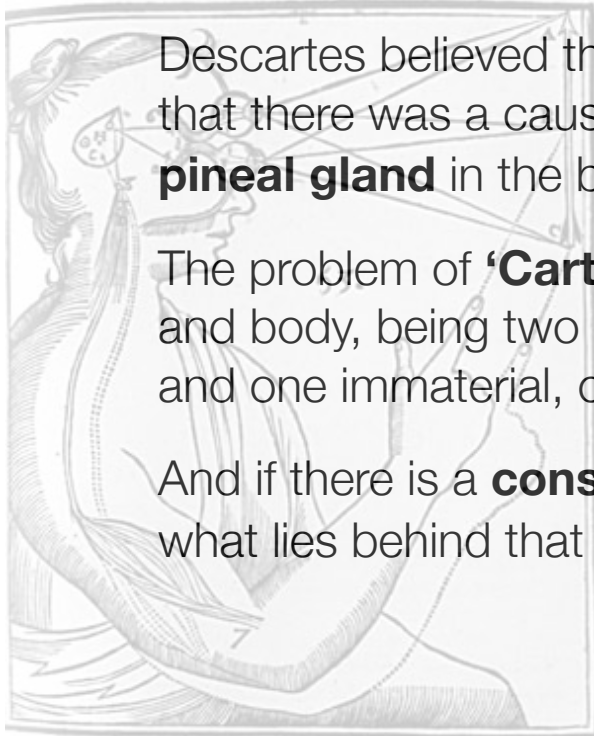 Descartes believed th
that there was a caus
pineal gland in the b
The problem of ‘Cart
and body, being two
and one immaterial, c
And if there is a cons
what lies behind that
7